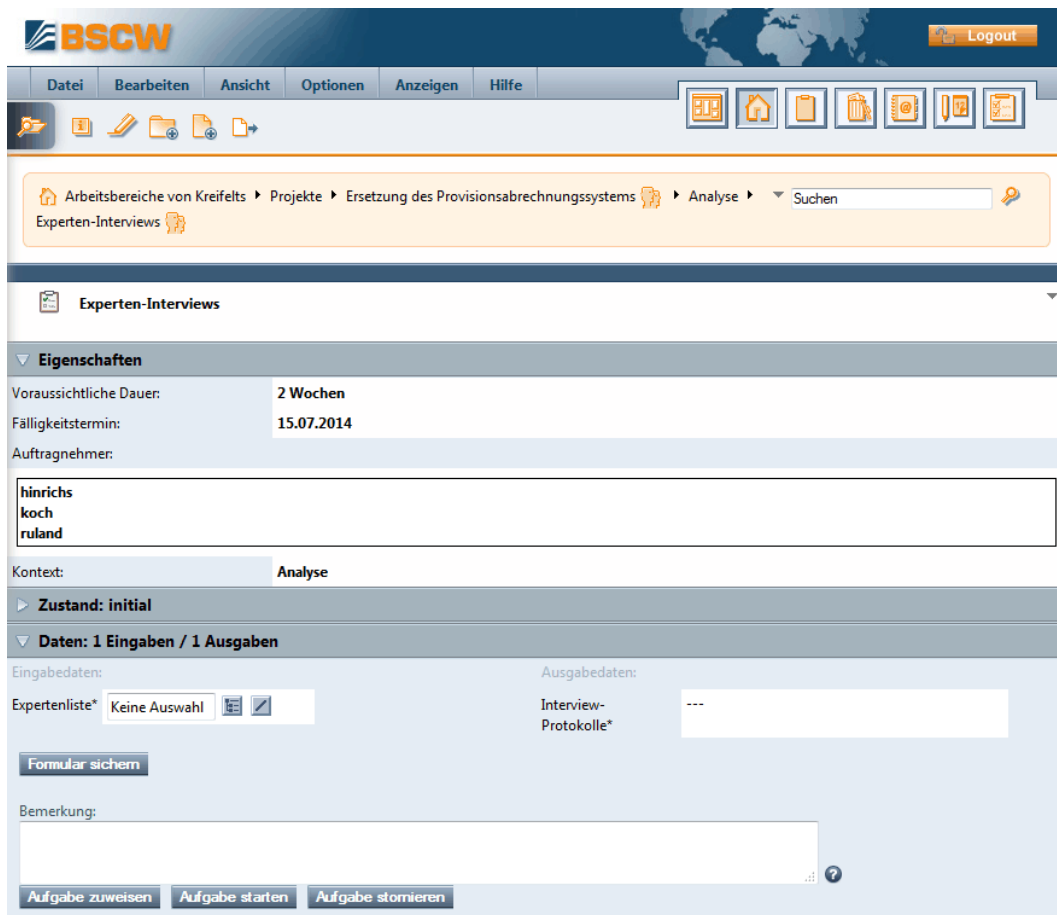 BSCW
Logout
Datei Bearbeiten Ansicht Optionen Anzeigen Hilfe
Arbeitsbereiche von Kreifelts Projekte Ersetzung des Provisionsabrechnungssystems Analyse Suchen
Experten-Interviews
Experten-Interviews
Eigenschaften
Voraussichtliche Dauer: 2 Wochen
Fälligkeitstermin: 15.07.2014
Auftragnehmer:
hinrichs
koch
ruland
Kontext: Analyse
Zustand: initial
Daten: 1 Eingaben / 1 Ausgaben
Eingabedaten: Ausgabedaten:
Expertenliste* Keine Auswahl Interview- ---
Protokolle*
Formular sichern
Bemerkung:
Aufgabe zuweisen Aufgabe starten Aufgabe stornieren